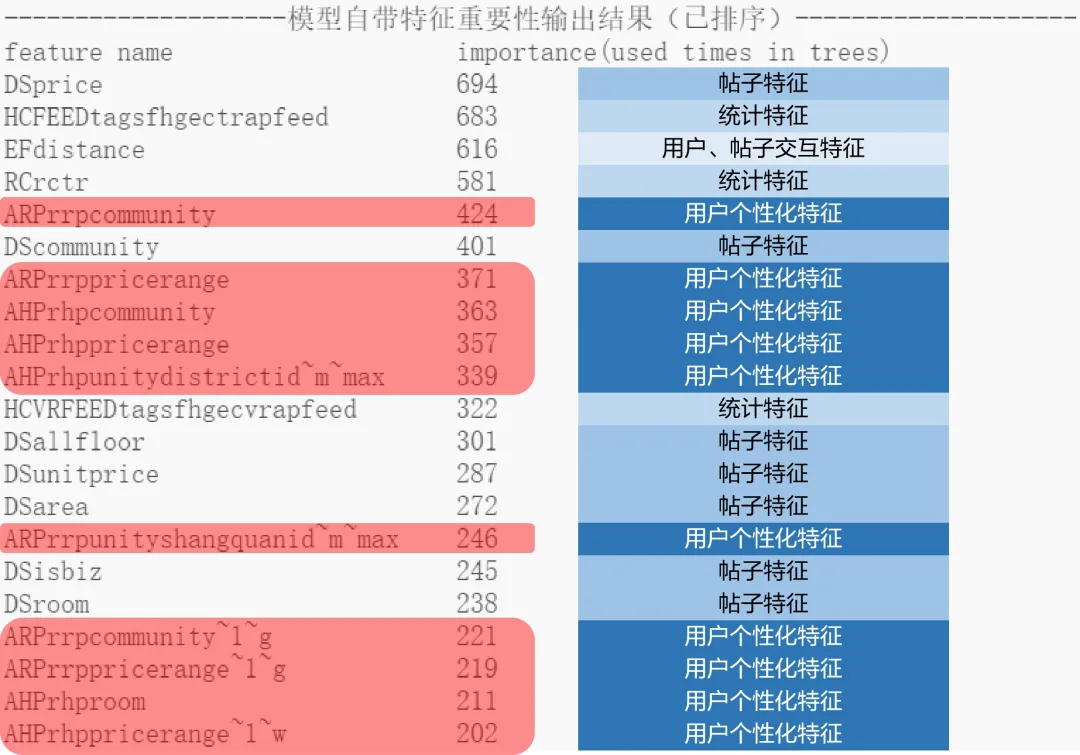 --------------------模型自带特征重要性输出结果（已排序）--------------------
feature name importance(used times in trees)
DSprice 694 帖子特征
HCFEEDtagsfhgectrapfeed 683 统计特征
EFdistance 616 用户、帖子交互特征
RCrctr 581 统计特征
ARPrrpcommunity 424 用户个性化特征
DScommunity 401 帖子特征
ARPrrppricerange 371 用户个性化特征
AHPrhpcommunity 363 用户个性化特征
AHPrhppricerange 357 用户个性化特征
AHPrhpunitydistrictid~m~max 339 用户个性化特征
HCVRFEEDtagsfhgecvrapfeed 322 统计特征
DSallfloor 301 帖子特征
DSunitprice 287 帖子特征
DSarea 272 帖子特征
ARPrrpunityshangquanid~m~max 246 用户个性化特征
DSisbiz 245 帖子特征
DSroom 238 帖子特征
ARPrrpcommunity~l~g 221 用户个性化特征
ARPrrppricerange~l~g 219 用户个性化特征
AHPrhproom 211 用户个性化特征
AHPrhppricerange~l~w 202 用户个性化特征